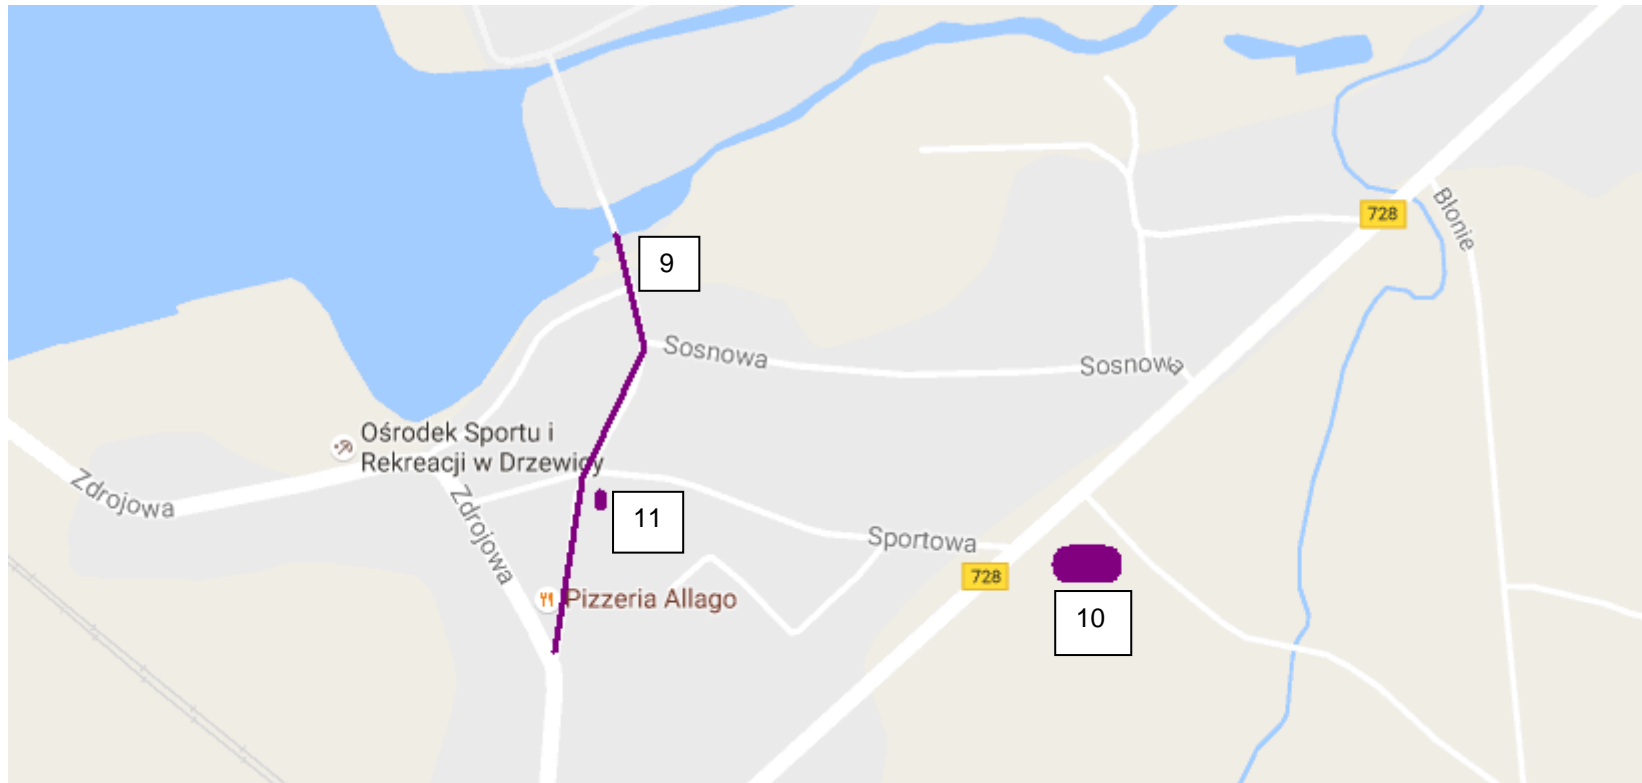 728
Błonie
9
Sosnowa
Sosnowa
Ośrodek Sportu i
Rekreacji w Drzewicy
Zdrojowa
Zdrojowa
11
Sportowa
728
Pizzeria Allago
10